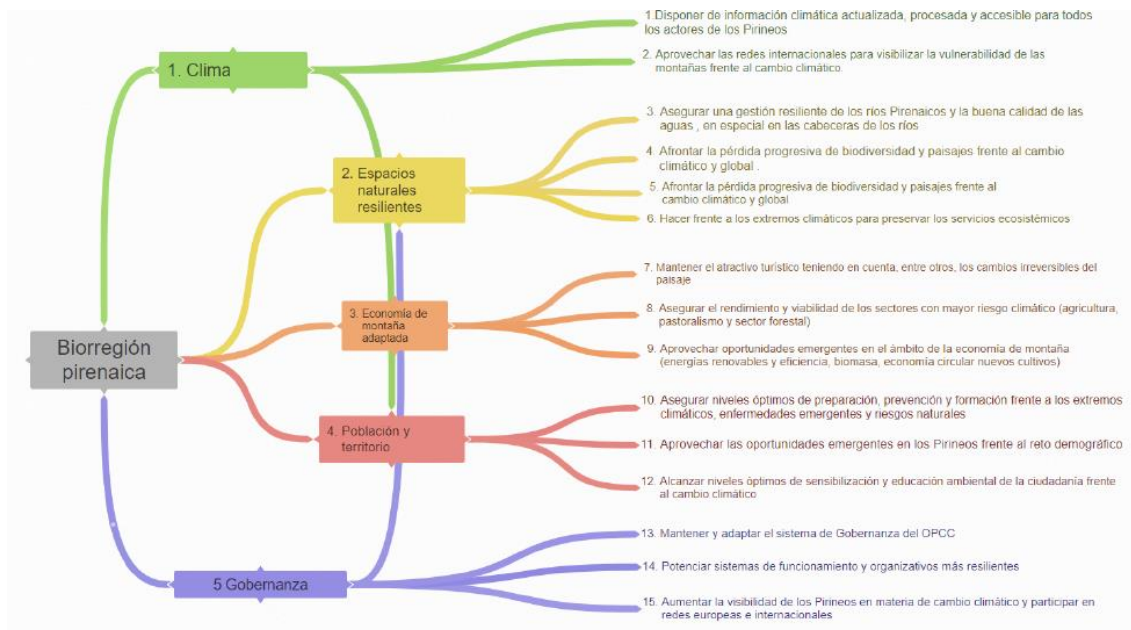 1.Disponer de información climática actualizada, procesada y accesible para todos
los actores de los Pirineos
1. Clima
2. Aprovechar las redes internacionales para visibilizar la vulnerabilidad de las
montañas frente al cambio climático.
3. Asegurar una gestión resiliente de los ríos Pirenaicos y la buena calidad de las
aguas , en especial en las cabeceras de los ríos
2. Espacios
naturales
resilientes
4. Afrontar la pérdida progresiva de biodiversidad y paisajes frente al cambio
climático y global .
5. Afrontar la pérdida progresiva de biodiversidad y paisajes frente al
cambio climático y global
6. Hacer frente a los extremos climáticos para preservar los servicios ecosistémicos
7. Mantener el atractivo turístico teniendo en cuenta, entre otros, los cambios irreversibles del
paisaje
3. Economía de
montaña
adaptada
8. Asegurar el rendimiento y viabilidad de los sectores con mayor riesgo climático (agricultura,
pastoralismo y sector forestal)
9. Aprovechar oportunidades emergentes en el ámbito de la economía de montaña
(energías renovables y eficiencia, biomasa, economía circular nuevos cultivos)
Biorregión
pirenaica
10. Asegurar niveles óptimos de preparación, prevención y formación frente a los extremos
climáticos, enfermedades emergentes y riesgos naturales
4. Población y
territorio
11. Aprovechar las oportunidades emergentes en los Pirineos frente al reto demográfico
12. Alcanzar niveles óptimos de sensibilización y educación ambiental de la ciudadanía frente
al cambio climático
13. Mantener y adaptar el sistema de Gobernanza del OPCC
5 Gobernanza
14. Potenciar sistemas de funcionamiento y organizativos más resilientes
15. Aumentar la visibilidad de los Pirineos en materia de cambio climático y participar en
redes europeas e internacionales